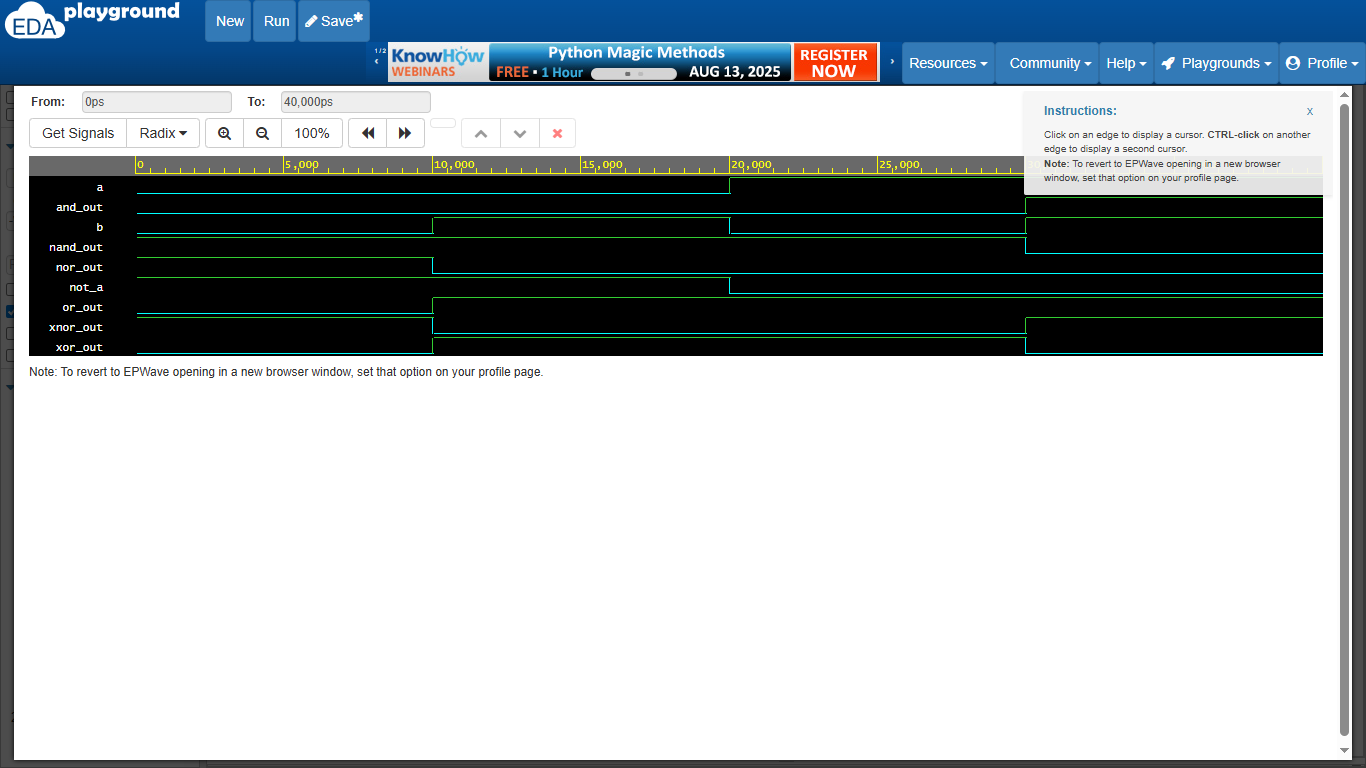 EDA playground
New Run Save*
1/2
KnowHow WEBINARS
Python Magic Methods
FREE • 1 Hour
AUG 13, 2025
REGISTER NOW
Resources Community Help Playgrounds Profile
From: 0ps To: 40,000ps
Get Signals Radix 100%
Instructions: x
Click on an edge to display a cursor. CTRL-click on another
edge to display a second cursor.
Note: To revert to EPWave opening in a new browser
window, set that option on your profile page.
0 5,000 10,000 15,000 20,000 25,000
a
and_out
b
nand_out
nor_out
not_a
or_out
xnor_out
xor_out
Note: To revert to EPWave opening in a new browser window, set that option on your profile page.